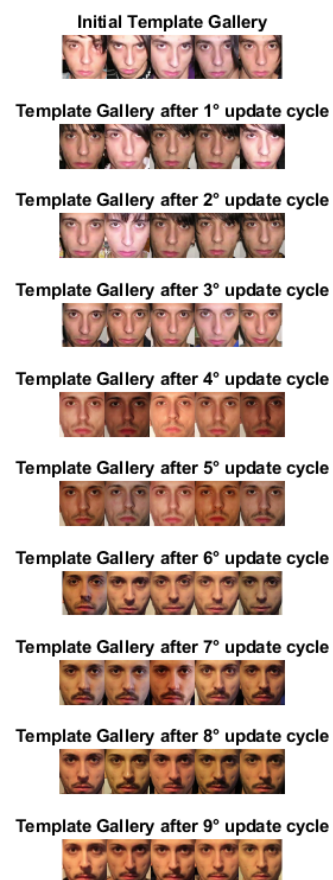 Initial Template Gallery
Template Gallery after 1° update cycle
Template Gallery after 2° update cycle
Template Gallery after 3° update cycle
Template Gallery after 4° update cycle
Template Gallery after 5° update cycle
Template Gallery after 6° update cycle
Template Gallery after 7° update cycle
Template Gallery after 8° update cycle
Template Gallery after 9° update cycle